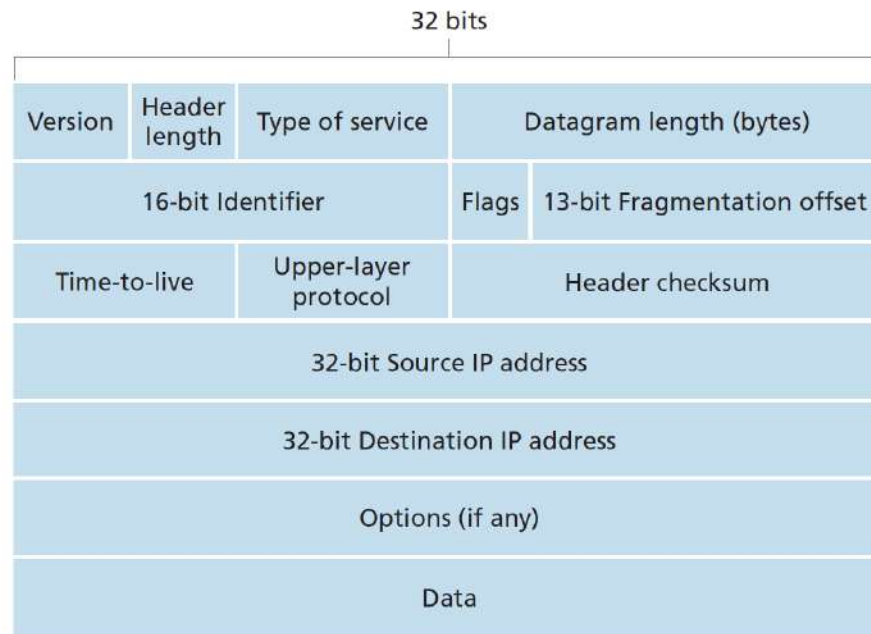 32 bits
Version
Header
length
Type of service
Datagram length (bytes)
16-bit Identifier
Flags
13-bit Fragmentation offset
Time-to-live
Upper-layer
protocol
Header checksum
32-bit Source IP address
32-bit Destination IP address
Options (if any)
Data